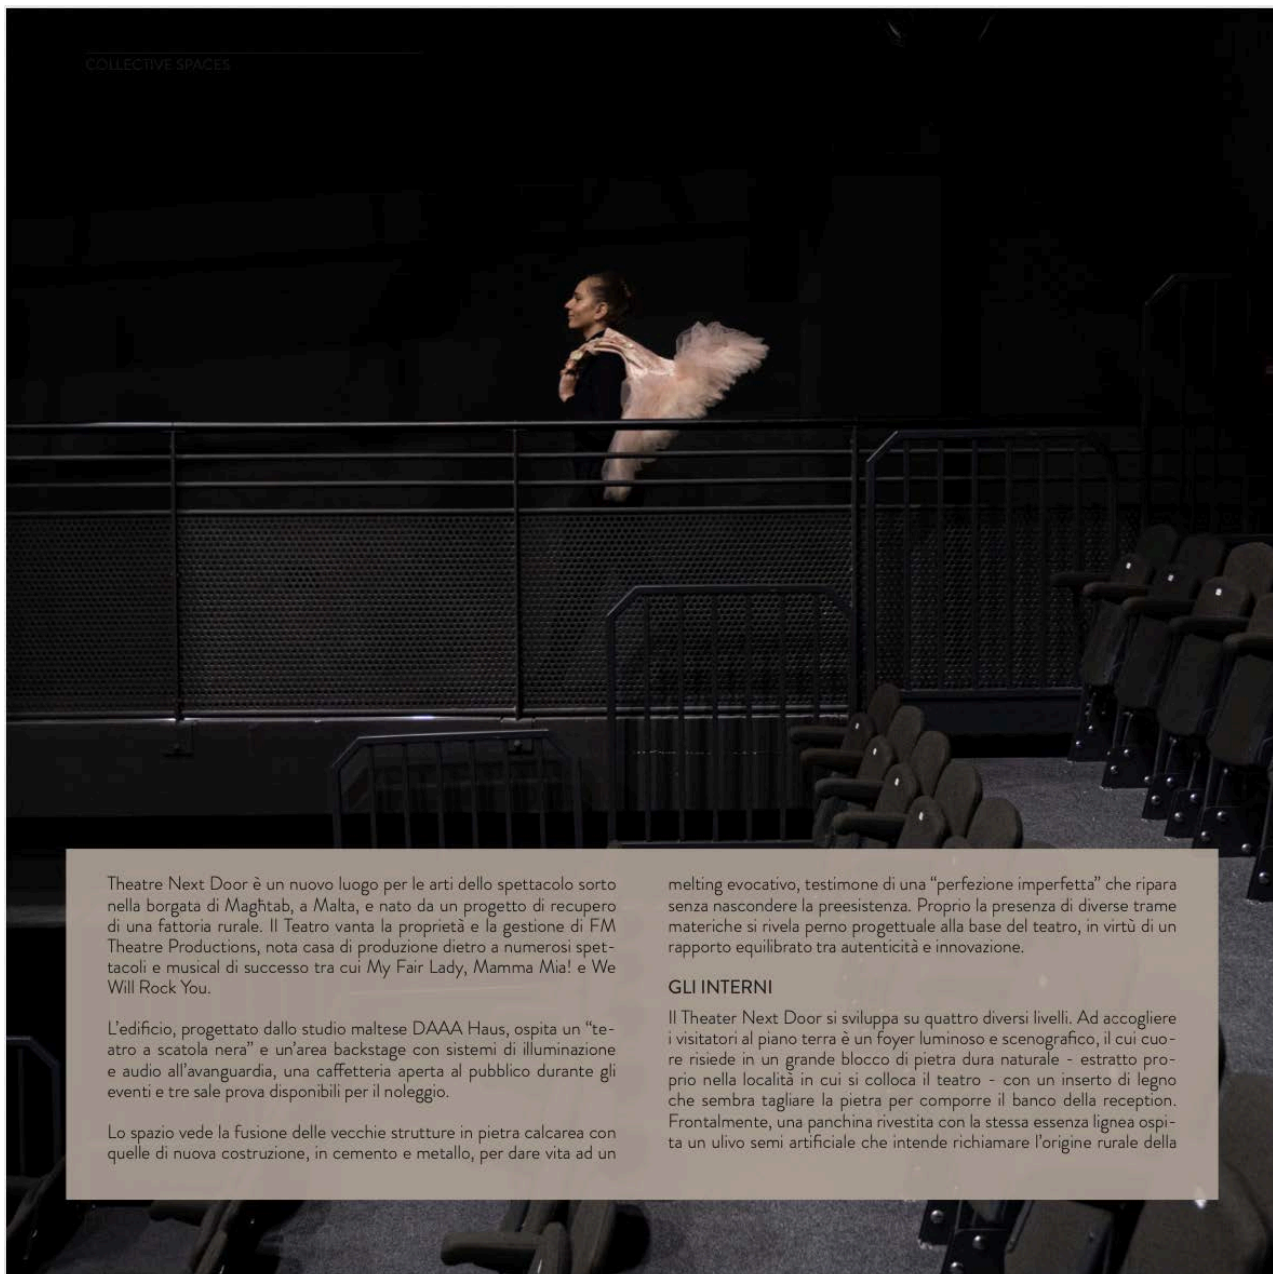 COLLECTIVE SPACES
Theatre Next Door è un nuovo luogo per le arti dello spettacolo sorto
nella borgata di Magħtab, a Malta, e nato da un progetto di recupero
di una fattoria rurale. Il Teatro vanta la proprietà e la gestione di FM
Theatre Productions, nota casa di produzione dietro a numerosi spet-
tacoli e musical di successo tra cui My Fair Lady, Mamma Mia! e We
Will Rock You.
L'edificio, progettato dallo studio maltese DAAA Haus, ospita un “te-
atro a scatola nera” e un'area backstage con sistemi di illuminazione
e audio all'avanguardia, una caffetteria aperta al pubblico durante gli
eventi e tre sale prova disponibili per il noleggio.
Lo spazio vede la fusione delle vecchie strutture in pietra calcarea con
quelle di nuova costruzione, in cemento e metallo, per dare vita ad un
melting evocativo, testimone di una “perfezione imperfetta” che ripara
senza nascondere la preesistenza. Proprio la presenza di diverse trame
materiche si rivela perno progettuale alla base del teatro, in virtù di un
rapporto equilibrato tra autenticità e innovazione.
GLI INTERNI
Il Theater Next Door si sviluppa su quattro diversi livelli. Ad accogliere
i visitatori al piano terra è un foyer luminoso e scenografico, il cui cuo-
re risiede in un grande blocco di pietra dura naturale - estratto pro-
prio nella località in cui si colloca il teatro - con un inserto di legno
che sembra tagliare la pietra per comporre il banco della reception.
Frontalmente, una panchina rivestita con la stessa essenza lignea ospi-
ta un ulivo semi artificiale che intende richiamare l'origine rurale della